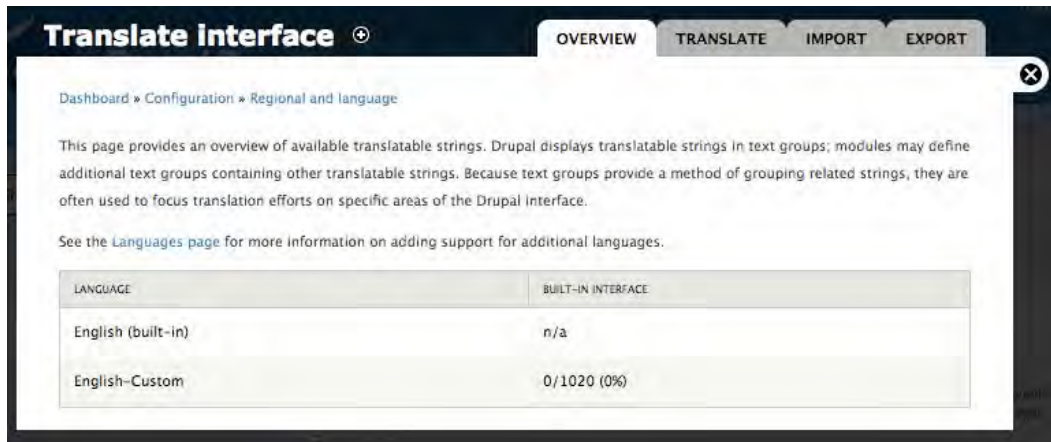 Translate interface
OVERVIEW TRANSLATE IMPORT EXPORT
Dashboard » Configuration » Regional and language
This page provides an overview of available translatable strings. Drupal displays translatable strings in text groups; modules may define
additional text groups containing other translatable strings. Because text groups provide a method of grouping related strings, they are
often used to focus translation efforts on specific areas of the Drupal interface.
See the Languages page for more information on adding support for additional languages.
LANGUAGE BUILT-IN INTERFACE
English (built-in) n/a
English-Custom 0/1020 (0%)